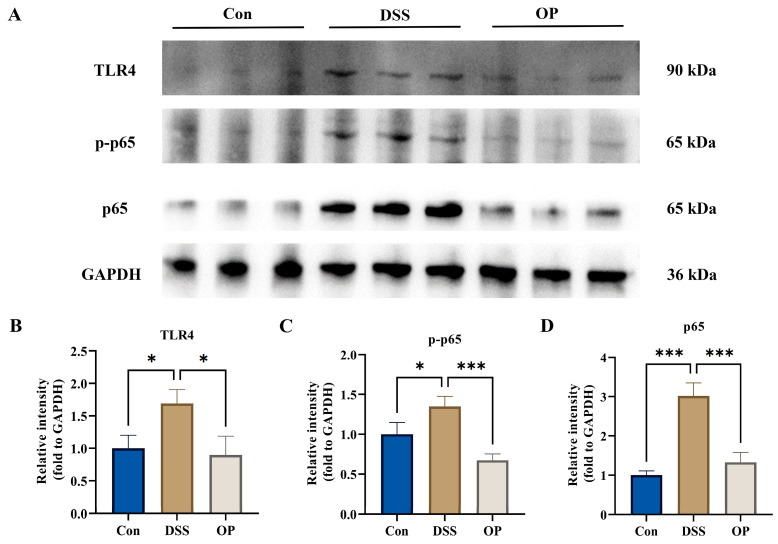 A
Con DSS OP
TLR4 90 kDa
p-p65 65 kDa
p65 65 kDa
GAPDH 36 kDa
B
TLR4
Relative intensity
(fold to GAPDH)
2.5
2.0
1.5
1.0
0.5
0.0
* *
Con DSS OP
C
p-p65
Relative intensity
(fold to GAPDH)
2.0
1.5
1.0
0.5
0.0
* ***
Con DSS OP
D
p65
Relative intensity
(fold to GAPDH)
4
3
2
1
0
*** ***
Con DSS OP